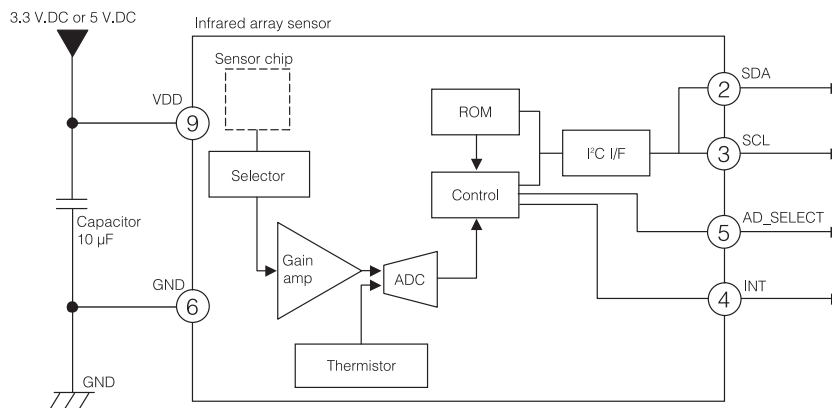 3.3 V.DC or 5 V.DC
Infrared array sensor
Sensor chip
SDA
2
VDD
9
ROM
SCL
3
I²C I/F
Selector
Control
AD_SELECT
5
Capacitor
10 µF
Gain
amp
ADC
GND
6
INT
4
Thermistor
GND